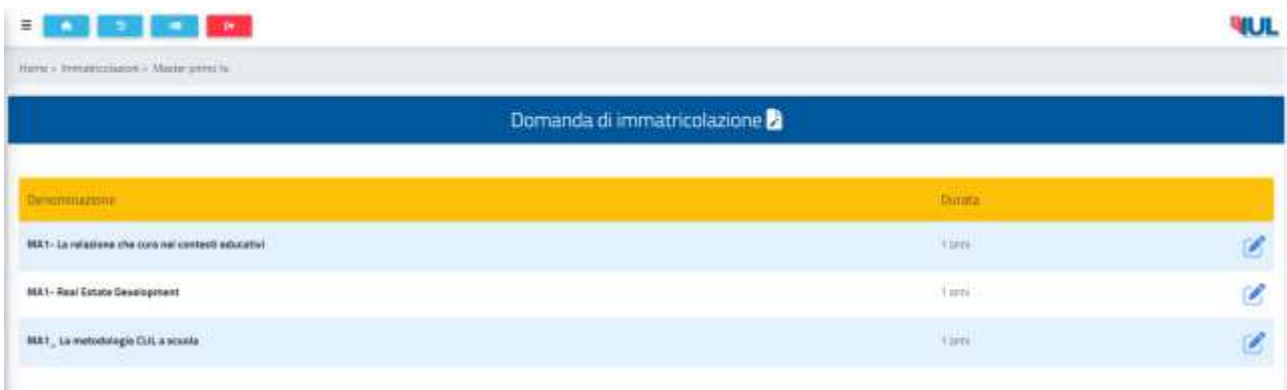 IUL
Home > Immatricolazioni > Master primo liv
Domanda di immatricolazione
Denominazione Durata
MA1- La relazione che cura nei contesti educativi 1 anni
MA1- Real Estate Development 1 anni
MA1_ La metodologia CLIL a scuola 1 anni